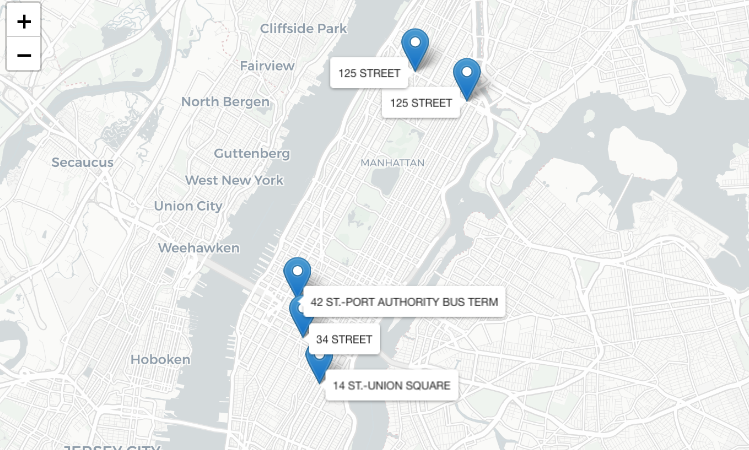 +
−
Cliffside Park
Fairview
North Bergen
125 STREET
125 STREET
Guttenberg
Secaucus
MANHATTAN
West New York
Union City
Weehawken
42 ST.-PORT AUTHORITY BUS TERM
34 STREET
Hoboken
14 ST.-UNION SQUARE
JERSEY CITY